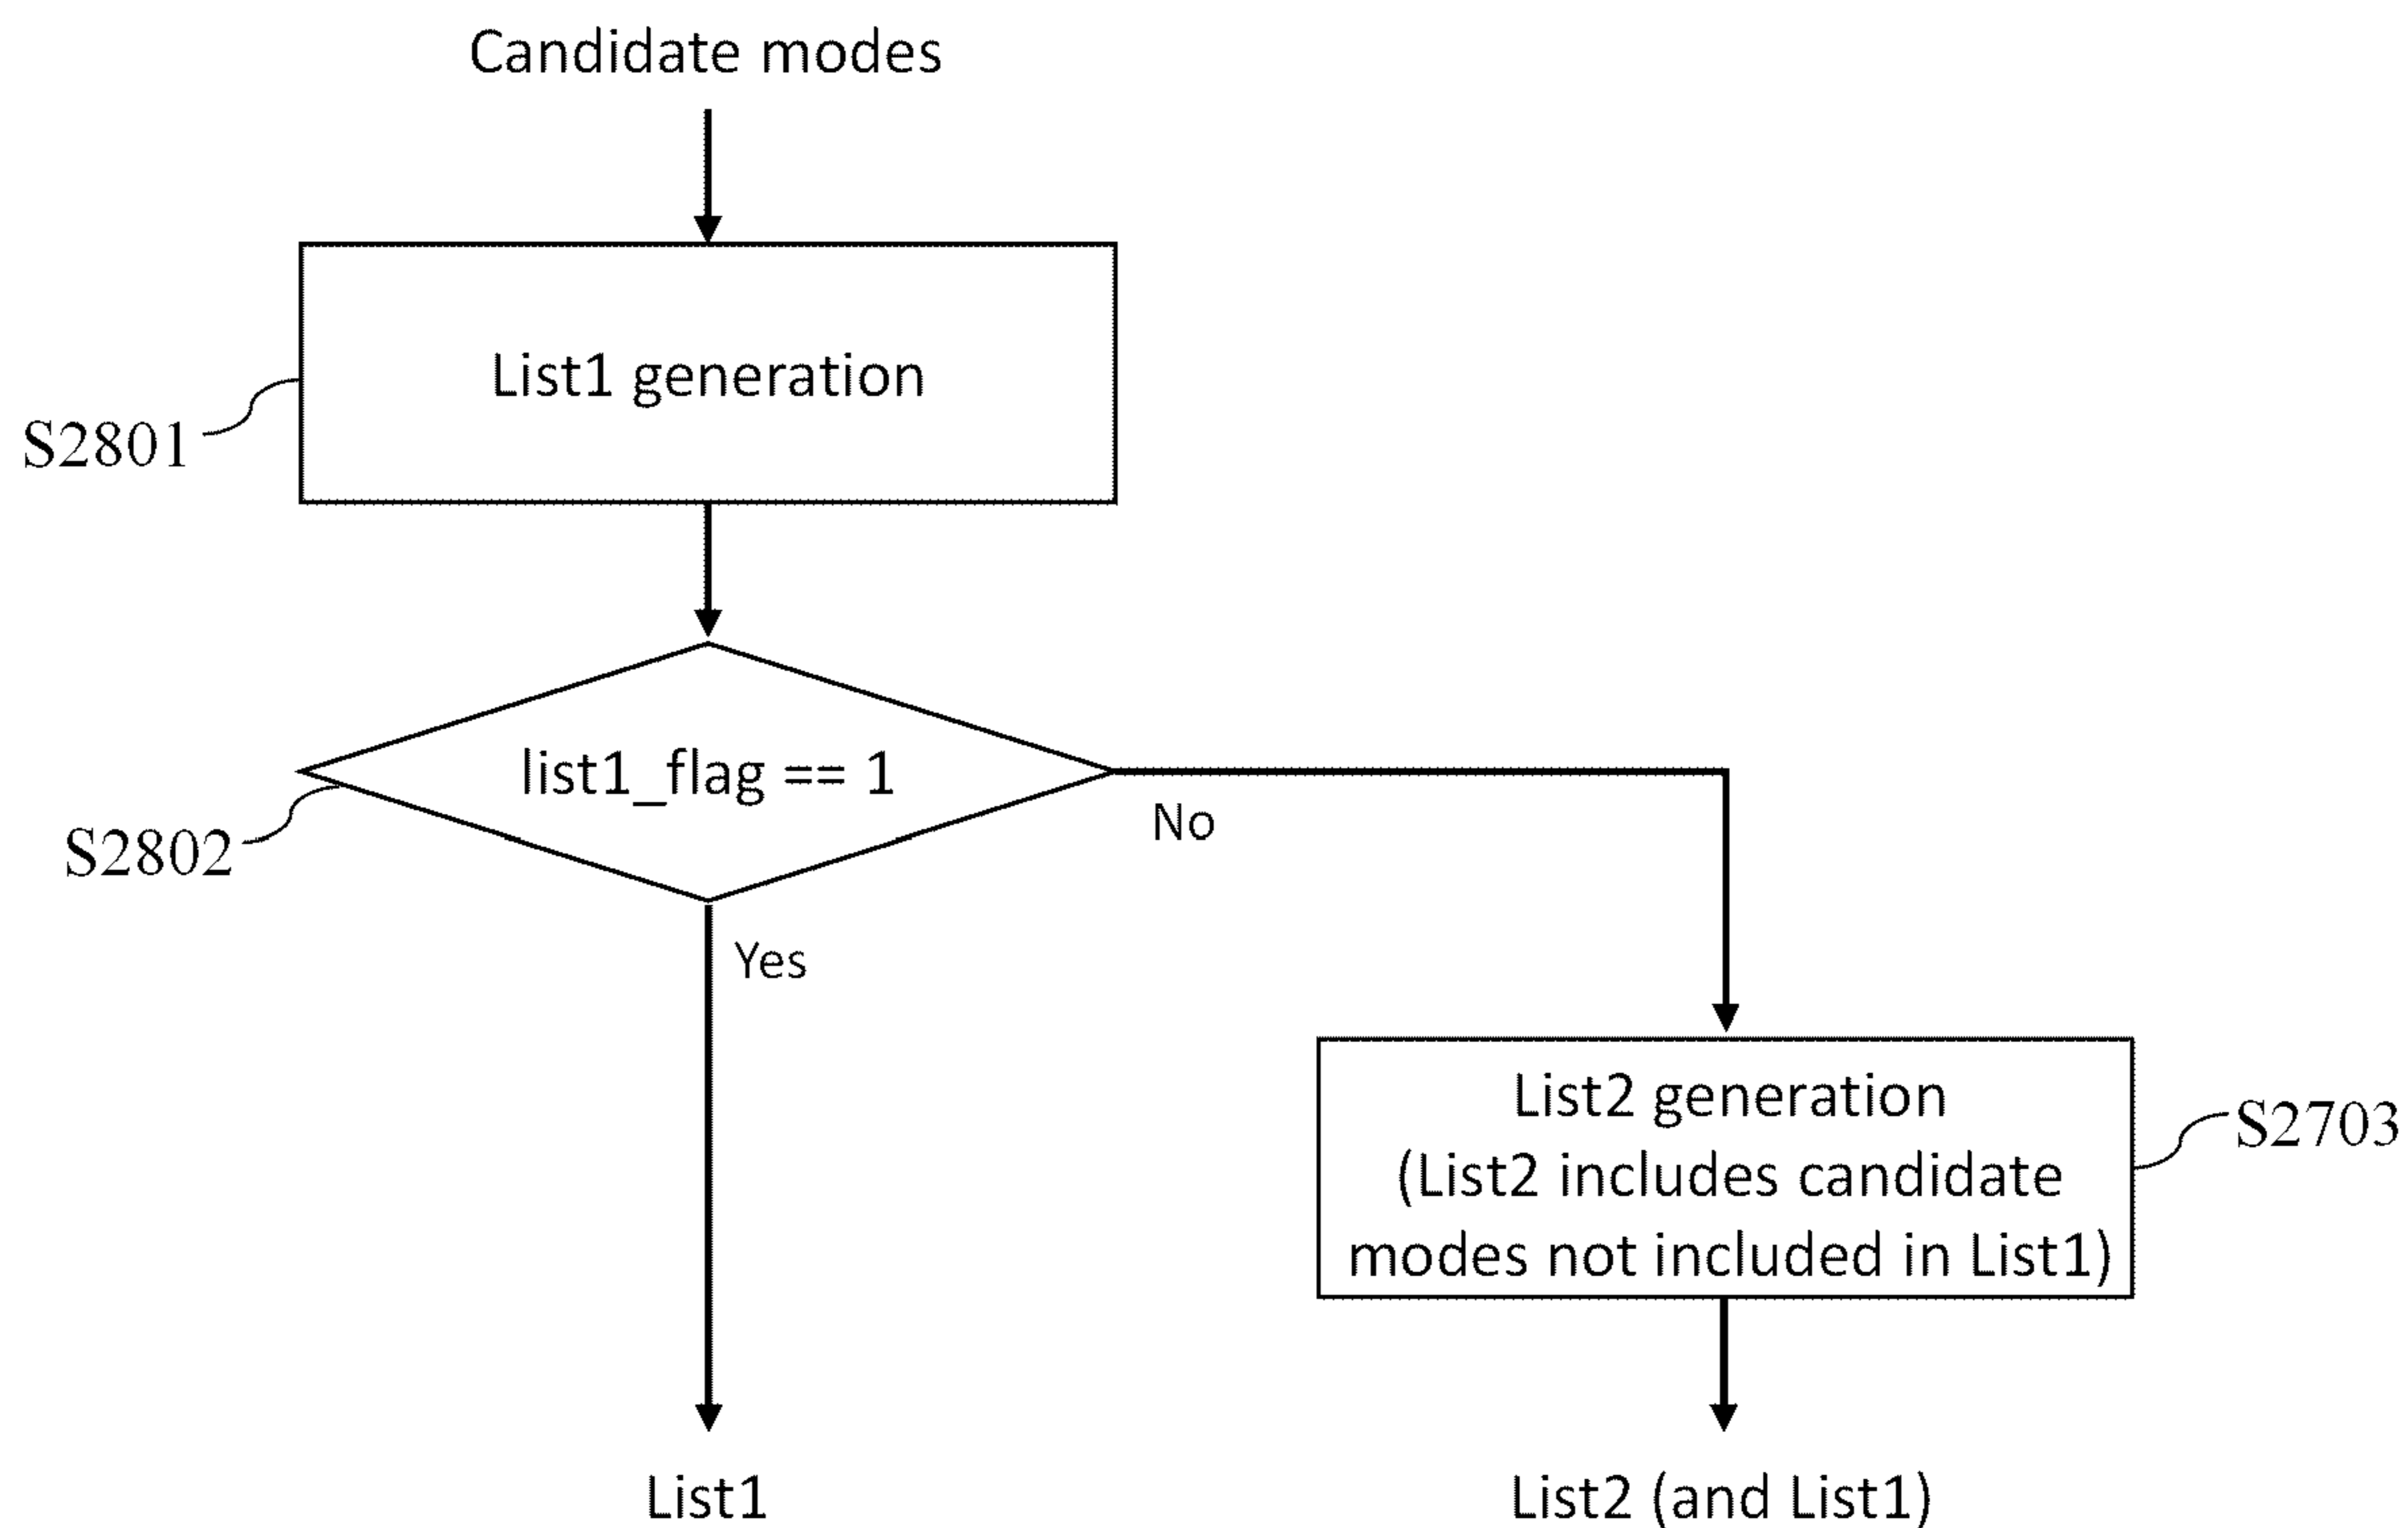 Candidate modes
List1 generation
S2801
list1_flag == 1
S2802
No
Yes
List2 generation
(List2 includes candidate
modes not included in List1)
S2703
List1
List2 (and List1)